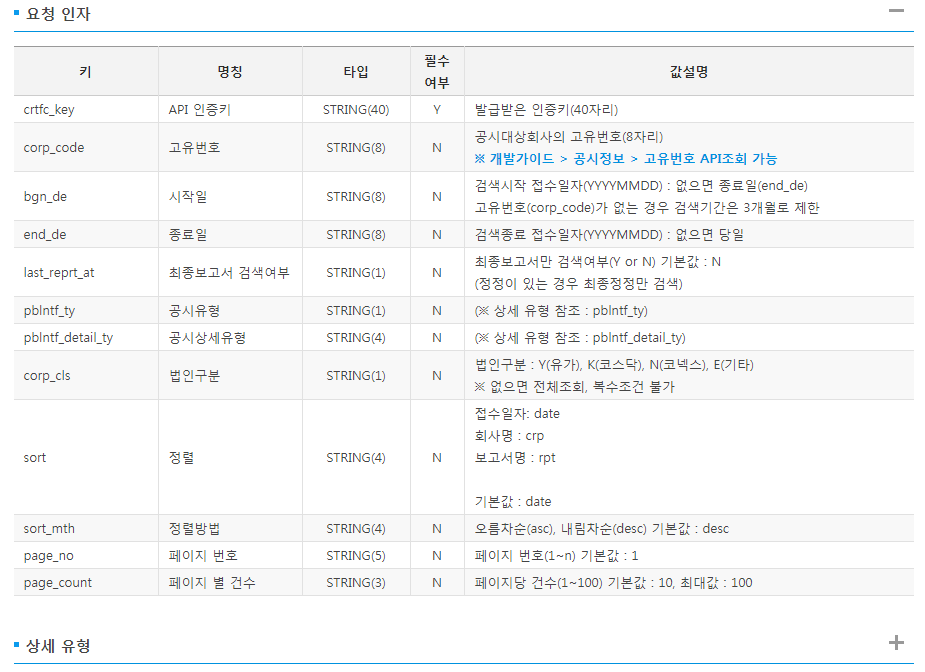 요청 인자
키 명칭 타입 필수 여부 값설명
crtfc_key API 인증키 STRING(40) Y 발급받은 인증키(40자리)
corp_code 고유번호 STRING(8) N 공시대상회사의 고유번호(8자리)
※ 개발가이드 > 공시정보 > 고유번호 API조회 가능
bgn_de 시작일 STRING(8) N 검색시작 접수일자(YYYYMMDD) : 없으면 종료일(end_de)
고유번호(corp_code)가 없는 경우 검색기간은 3개월로 제한
end_de 종료일 STRING(8) N 검색종료 접수일자(YYYYMMDD) : 없으면 당일
last_reprt_at 최종보고서 검색여부 STRING(1) N 최종보고서만 검색여부(Y or N) 기본값 : N
(정정이 있는 경우 최종정정만 검색)
pblntf_ty 공시유형 STRING(1) N (※ 상세 유형 참조 : pblntf_ty)
pblntf_detail_ty 공시상세유형 STRING(4) N (※ 상세 유형 참조 : pblntf_detail_ty)
corp_cls 법인구분 STRING(1) N 법인구분 : Y(유가), K(코스닥), N(코넥스), E(기타)
※ 없으면 전체조회, 복수조건 불가
sort 정렬 STRING(4) N 접수일자: date
회사명 : crp
보고서명 : rpt
기본값 : date
sort_mth 정렬방법 STRING(4) N 오름차순(asc), 내림차순(desc) 기본값 : desc
page_no 페이지 번호 STRING(5) N 페이지 번호(1~n) 기본값 : 1
page_count 페이지 별 건수 STRING(3) N 페이지당 건수(1~100) 기본값 : 10, 최대값 : 100
상세 유형